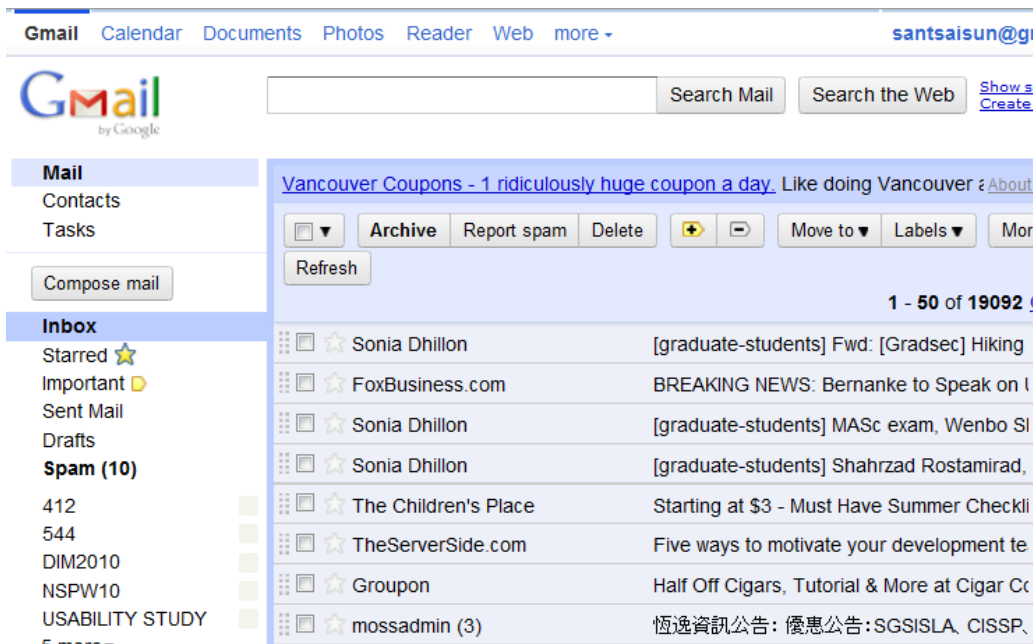 Gmail Calendar Documents Photos Reader Web more santsaisun@g
Gmail
by Google
Search Mail Search the Web Show s
Create
Mail
Contacts
Tasks
Compose mail
Inbox
Starred
Important
Sent Mail
Drafts
Spam (10)
412
544
DIM2010
NSPW10
USABILITY STUDY
Vancouver Coupons - 1 ridiculously huge coupon a day. Like doing Vancouver About
Archive Report spam Delete Move to Labels Mor
Refresh
1 - 50 of 19092
Sonia Dhillon [graduate-students] Fwd: [Gradsec] Hiking
FoxBusiness.com BREAKING NEWS: Bernanke to Speak on
Sonia Dhillon [graduate-students] MASc exam, Wenbo
Sonia Dhillon [graduate-students] Shahrzad Rostamirad,
The Children's Place Starting at $3 - Must Have Summer Checkli
TheServerSide.com Five ways to motivate your development te
Groupon Half Off Cigars, Tutorial & More at Cigar
mossadmin (3) 恆逸資訊公告: 優惠公告:SGSISLA、CISSP、